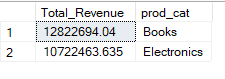 Total_Revenue prod_cat
1 12822694.04 Books
2 10722463.635 Electronics